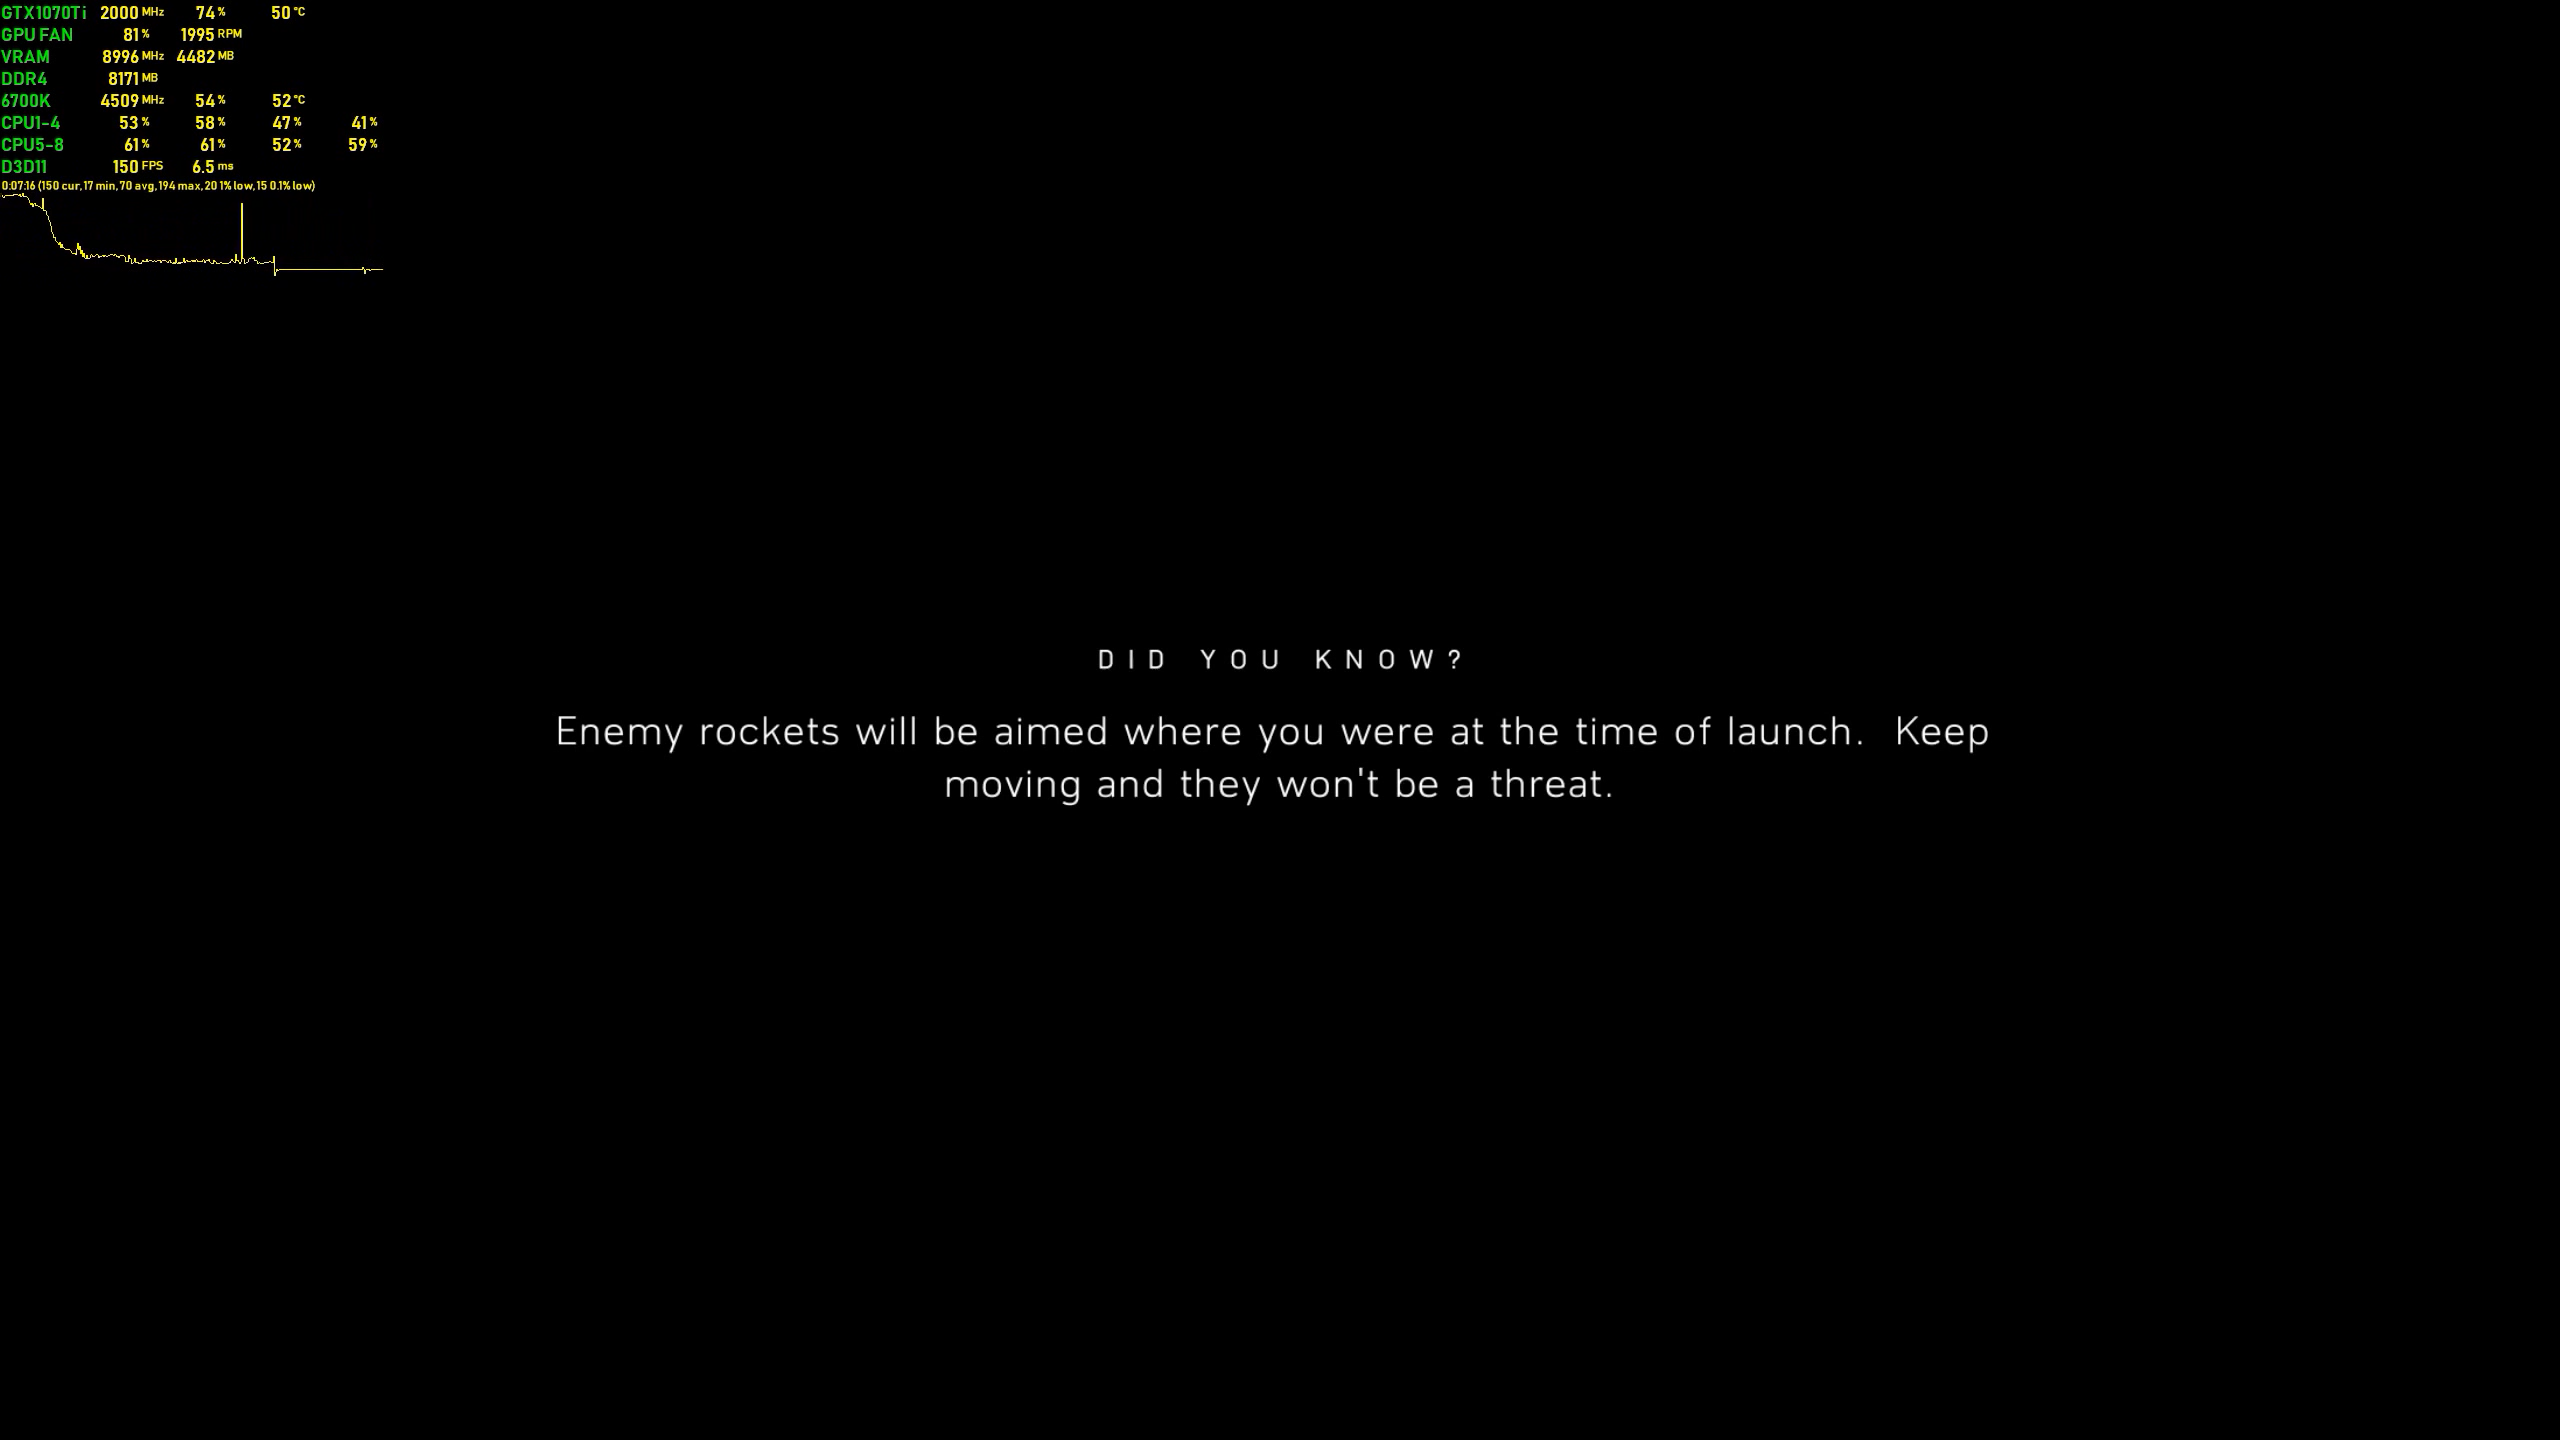 GTX1070Ti 2000 MHz 74 % 50 °C
GPU FAN 81 % 1995 RPM
VRAM 8996 MHz 4482 MB
DDR4 8171 MB
6700K 4509 MHz 54 % 52 °C
CPU1-4 53 % 58 % 47 % 41 %
CPU5-8 61 % 61 % 52 % 59 %
D3D11 150 FPS 6.5 ms
0:07:16 (150 cur, 17 min, 70 avg, 194 max, 20 1% low, 15 0.1% low)
DID YOU KNOW?
Enemy rockets will be aimed where you were at the time of launch.  Keep
moving and they won't be a threat.